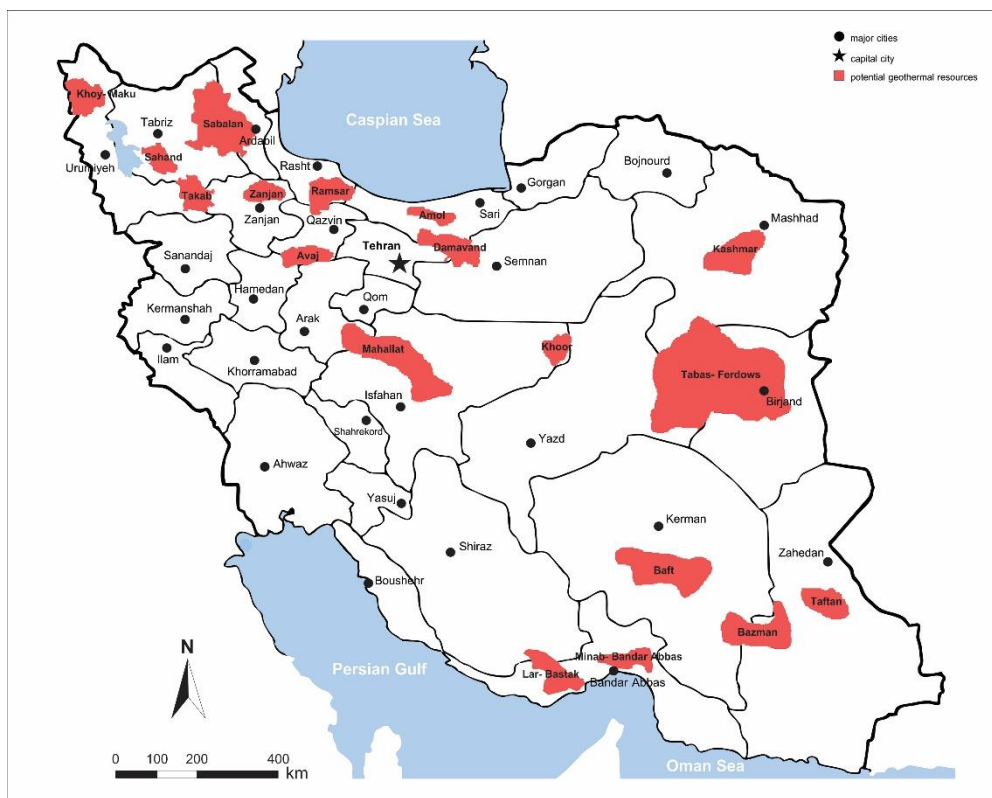 major cities
capital city
potential geothermal resources
Khoy- Maku
Caspian Sea
Sabalan
Tabriz
Ardabil
Urumiyeh
Sahand
Rasht
Bojnourd
Takab
Zanjan
Ramsar
Gorgan
Zanjan
Qazvin
Amol
Sari
Mashhad
Sanandaj
Avaj
Tehran
Damavand
Semnan
Kashmar
Hamedan
Qom
Kermanshah
Arak
Ilam
Mahallat
Khoor
Khorramabad
Tabas- Ferdows
Isfahan
Birjand
Shahrekord
Yazd
Ahwaz
Yasuj
Kerman
Shiraz
Zahedan
Boushehr
Baft
Taftan
Bazman
N
Persian Gulf
Minab- Bandar Abbas
Lar- Bastak
Bandar Abbas
0 100 200 400
km
Oman Sea